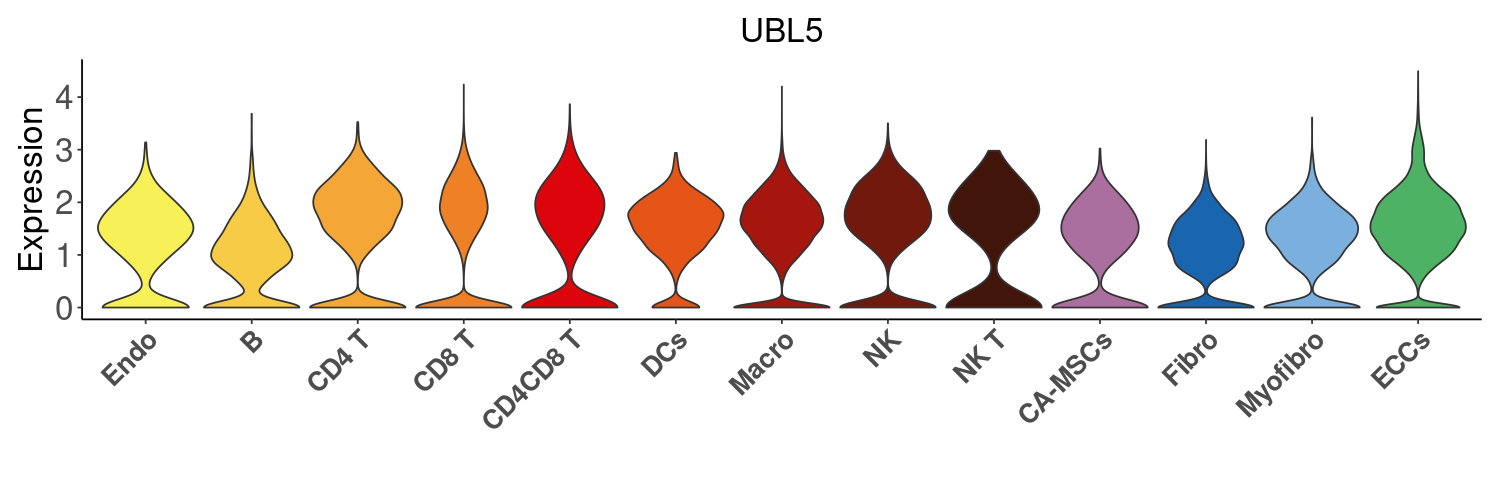 UBL5
Expression
4
3
2
1
0
Endo
B
CD4 T
CD8 T
CD4CD8 T
DCs
Macro
NK
NK T
CA-MSCs
Fibro
Myofibro
ECCs